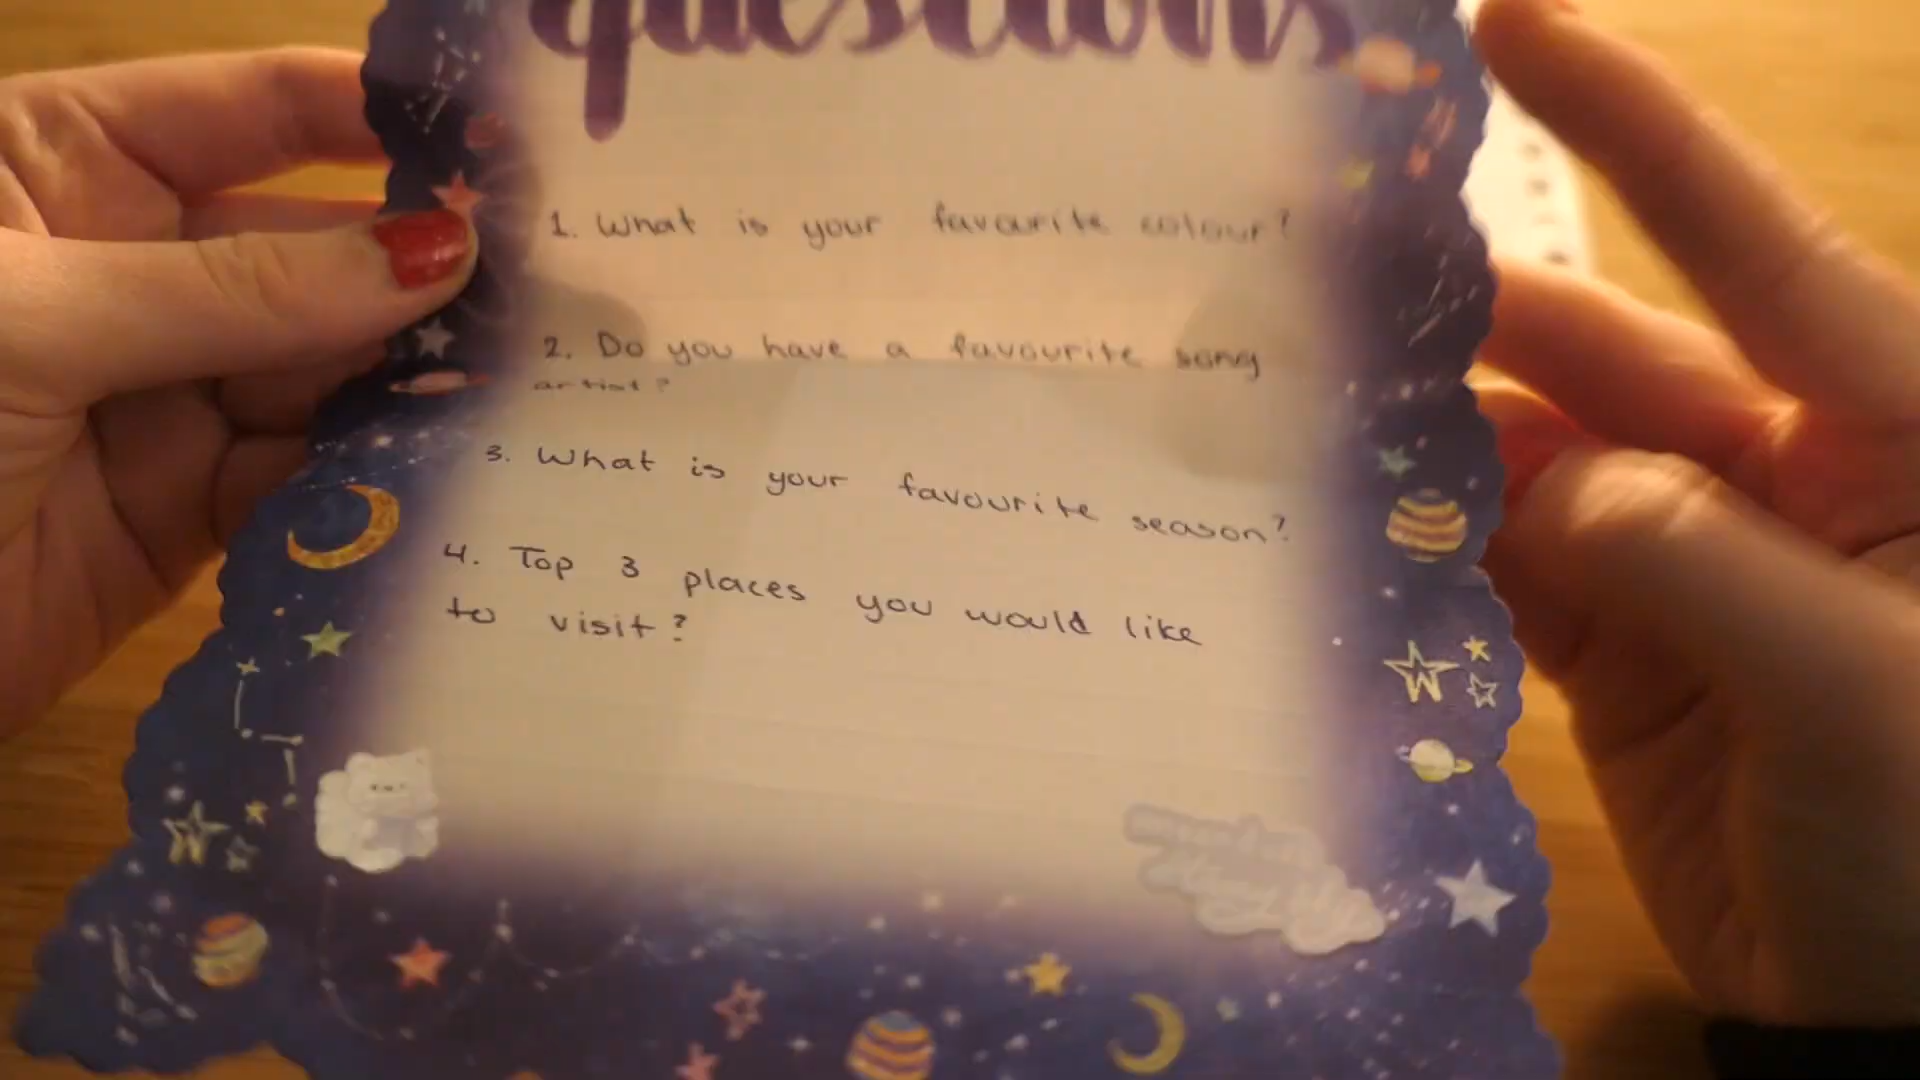 questions
1. What is your favourite colour?
2. Do you have a favourite song
artist?
3. What is your favourite season?
4. Top 3 places you would like
to visit?